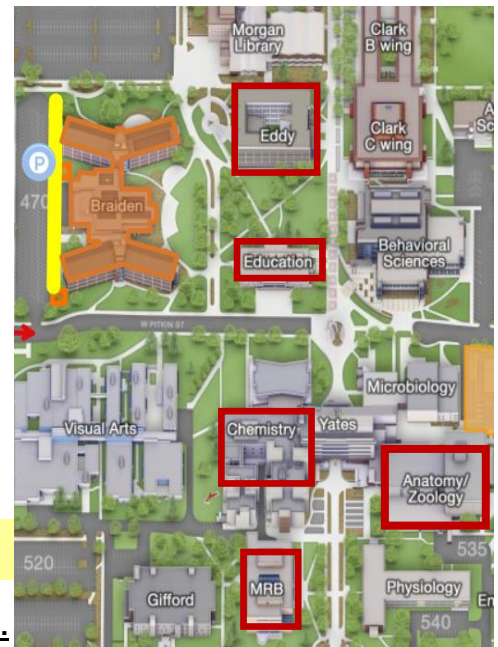 Morgan
Library
Clark
B wing
Eddy
Clark
C wing
P
470
Braiden
Education
Behavioral
Sciences
W PITKIN ST
Microbiology
Visual Arts
Chemistry
Yates
Anatomy/
Zoology
535
520
MRB
Physiology
Gifford
540
.